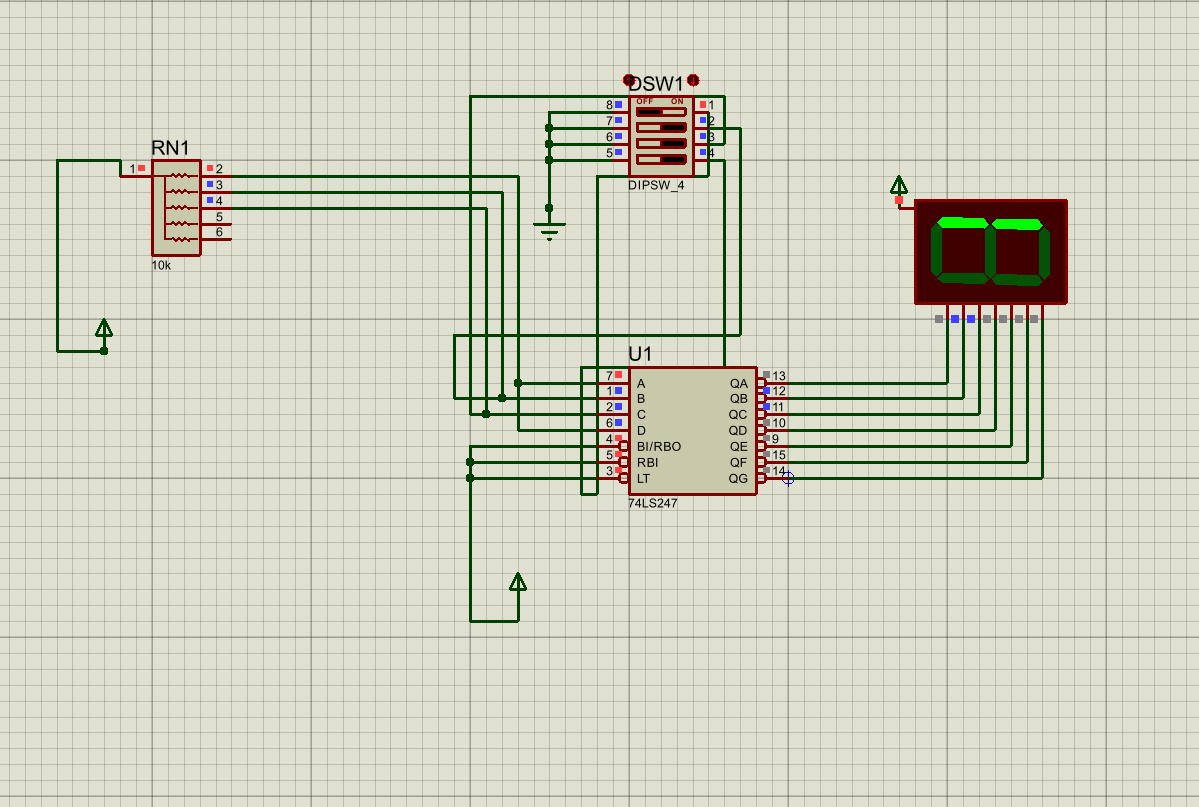 DSW1
OFF ON
8 1
7 2
6 3
5 4
DIPSW_4
RN1
1 2
3
4
5
6
10k
U1
7 A QA 13
1 B QB 12
2 C QC 11
6 D QD 10
4 BI/RBO QE 9
5 RBI QF 15
3 LT QG 14
74LS247